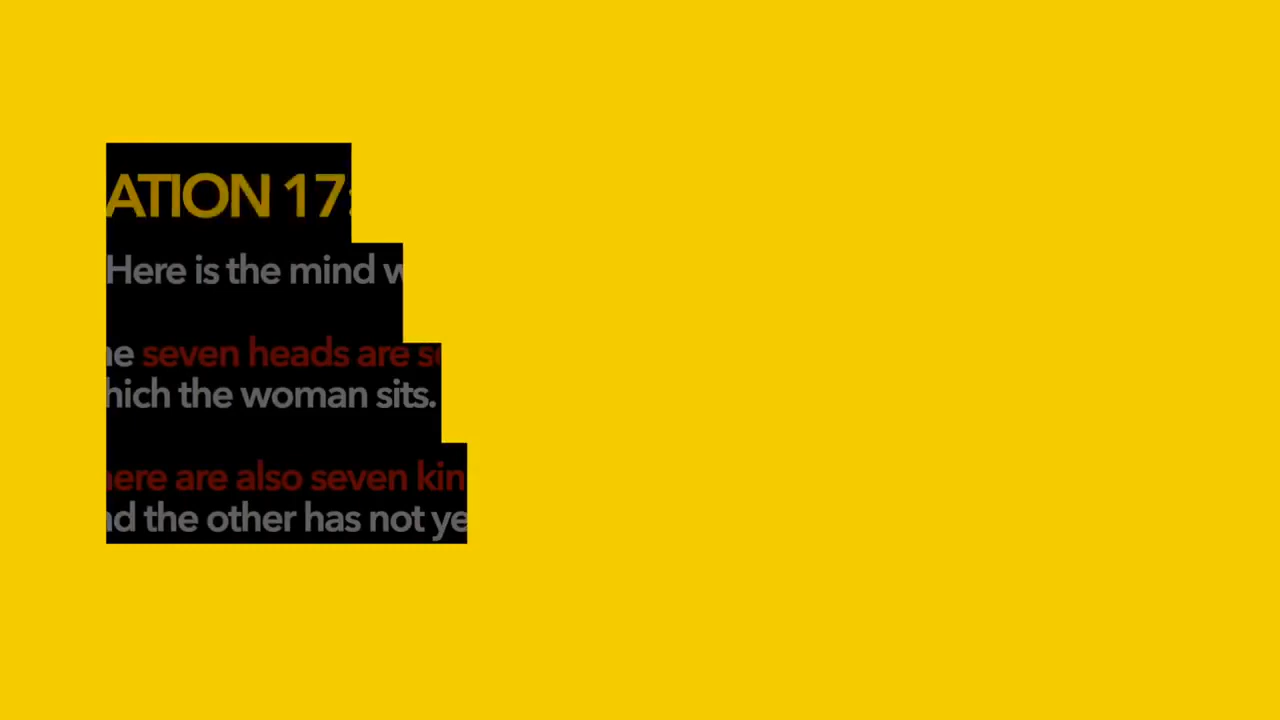 ATION 17:
Here is the mind w
he seven heads are se
hich the woman sits.
here are also seven kin
nd the other has not ye